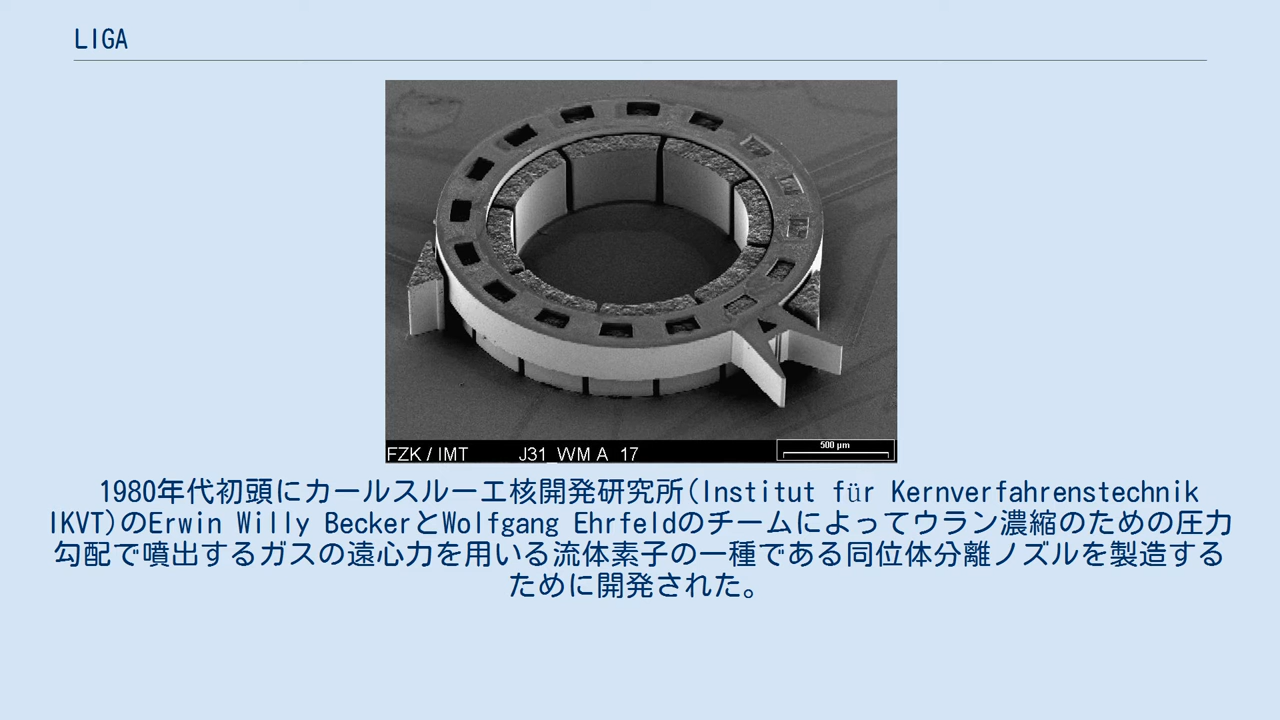 LIGA
500 µm
FZK / IMT J31_WM A 17
1980年代初頭にカールスルーエ核開発研究所(Institut für Kernverfahrenstechnik
IKVT)のErwin Willy BeckerとWolfgang Ehrfeldのチームによってウラン濃縮のための圧力
勾配で噴出するガスの遠心力を用いる流体素子の一種である同位体分離ノズルを製造する
ために開発された。